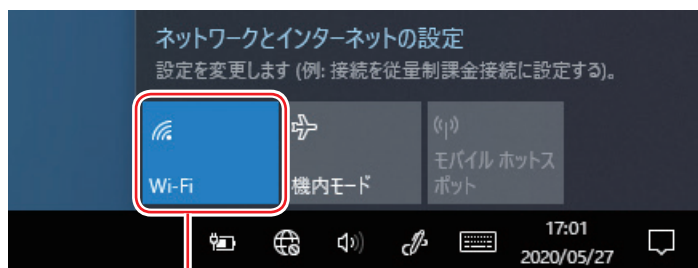 ネットワークとインターネットの設定
設定を変更します (例: 接続を従量制課金接続に設定する)。
Wi-Fi
機内モード
モバイル ホットス
ポット
17:01
2020/05/27